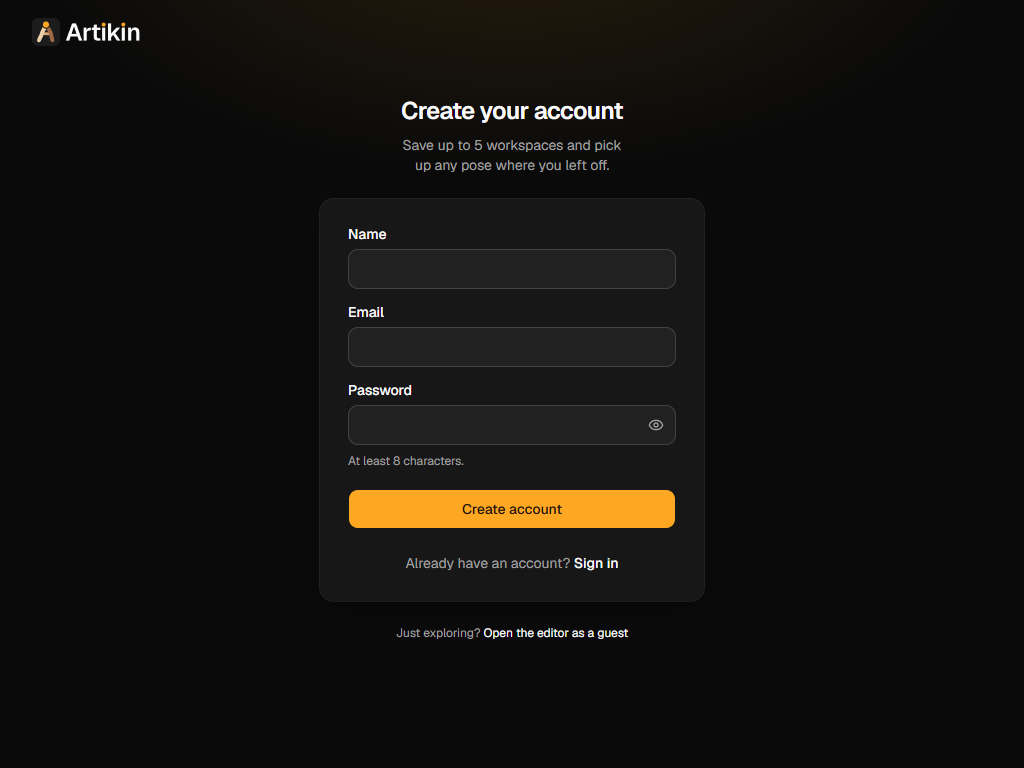 Artikin
Create your account
Save up to 5 workspaces and pick
up any pose where you left off.
Name
Email
Password
At least 8 characters.
Create account
Already have an account? Sign in
Just exploring? Open the editor as a guest